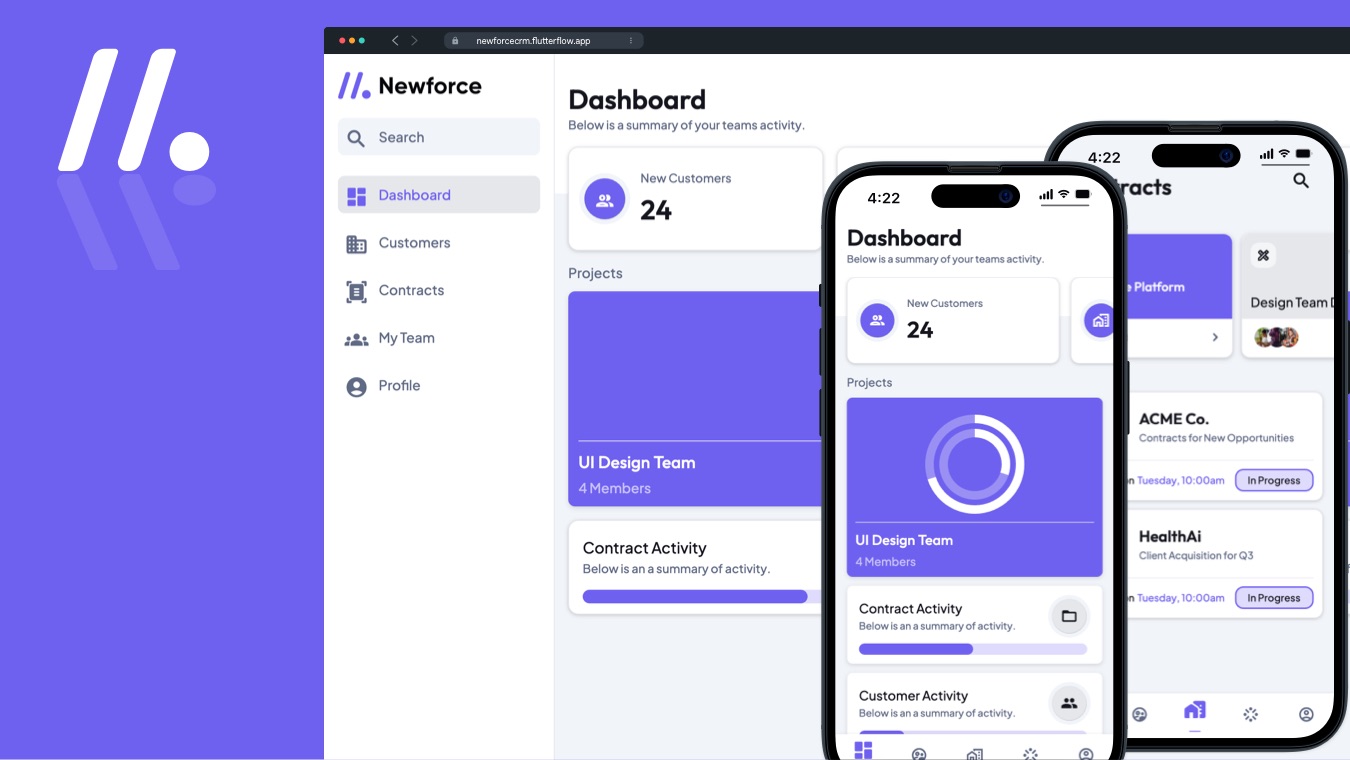 newforcecrm.flutterflow.app
Newforce
Search
Dashboard
Customers
Contracts
My Team
Profile
Dashboard
Below is a summary of your teams activity.
New Customers
24
Projects
UI Design Team
4 Members
Contract Activity
Below is an a summary of activity.
4:22
Dashboard
Below is a summary of your teams activity.
New Customers
24
Projects
UI Design Team
4 Members
Contract Activity
Below is an a summary of activity.
Customer Activity
Below is an a summary of activity.
4:22
racts
Platform
Design Team
ACME Co.
Contracts for New Opportunities
Tuesday, 10:00am
In Progress
HealthAi
Client Acquisition for Q3
Tuesday, 10:00am
In Progress